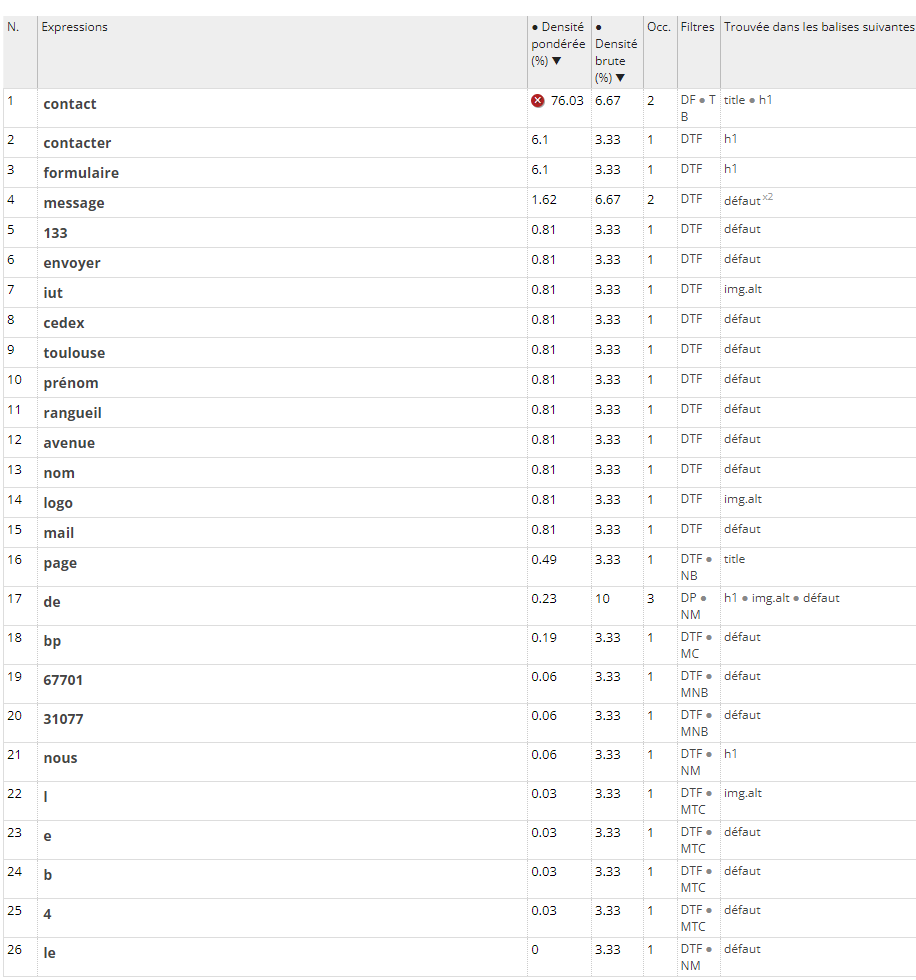 N. Expressions ● Densité pondérée (%) ▼ ● Densité brute (%) ▼ Occ. Filtres Trouvée dans les balises suivantes
1 contact 76.03 6.67 2 DF ● TB title ● h1
2 contacter 6.1 3.33 1 DTF h1
3 formulaire 6.1 3.33 1 DTF h1
4 message 1.62 6.67 2 DTF défaut x2
5 133 0.81 3.33 1 DTF défaut
6 envoyer 0.81 3.33 1 DTF défaut
7 iut 0.81 3.33 1 DTF img.alt
8 cedex 0.81 3.33 1 DTF défaut
9 toulouse 0.81 3.33 1 DTF défaut
10 prénom 0.81 3.33 1 DTF défaut
11 rangueil 0.81 3.33 1 DTF défaut
12 avenue 0.81 3.33 1 DTF défaut
13 nom 0.81 3.33 1 DTF défaut
14 logo 0.81 3.33 1 DTF img.alt
15 mail 0.81 3.33 1 DTF défaut
16 page 0.49 3.33 1 DTF ● NB title
17 de 0.23 10 3 DP ● NM h1 ● img.alt ● défaut
18 bp 0.19 3.33 1 DTF ● MC défaut
19 67701 0.06 3.33 1 DTF ● MNB défaut
20 31077 0.06 3.33 1 DTF ● MNB défaut
21 nous 0.06 3.33 1 DTF ● NM h1
22 l 0.03 3.33 1 DTF ● MTC img.alt
23 e 0.03 3.33 1 DTF ● MTC défaut
24 b 0.03 3.33 1 DTF ● MTC défaut
25 4 0.03 3.33 1 DTF ● MTC défaut
26 le 0 3.33 1 DTF ● NM défaut